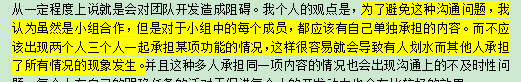 从一定程度上说就是会对团队开发造成阻碍。我个人的观点是，为了避免这种沟通问题，我
认为虽然是小组合作，但是对于小组中的每个成员，都应该有自己单独承担的内容。而不应
该出现两个人三个人一起承担某项功能的情况，这样很容易就会导致有人划水而其他人承担
了所有情况的现象发生。并且这种多人承担同一项内容的情况也会出现沟通上的不及时性问